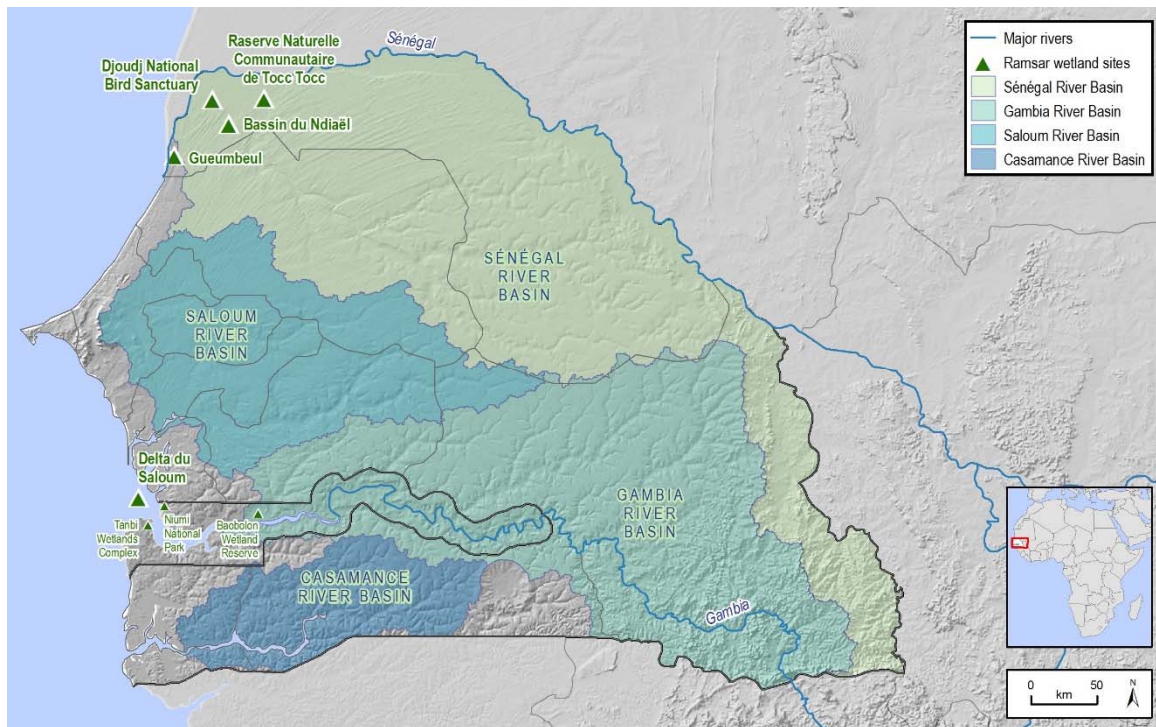 Sénégal
Raserve Naturelle
Communautaire
de Tocc Tocc
Djoudj National
Bird Sanctuary
Bassin du Ndiaël
Gueumbeul
Major rivers
Ramsar wetland sites
Sénégal River Basin
Gambia River Basin
Saloum River Basin
Casamance River Basin
SÉNÉGAL
RIVER
BASIN
SALOUM
RIVER
BASIN
Delta du
Saloum
Tanbi
Wetlands
Complex
Niumi
National
Park
Baobolon
Wetland
Reserve
GAMBIA
RIVER
BASIN
CASAMANCE
RIVER BASIN
Gambia
0 50
km
N